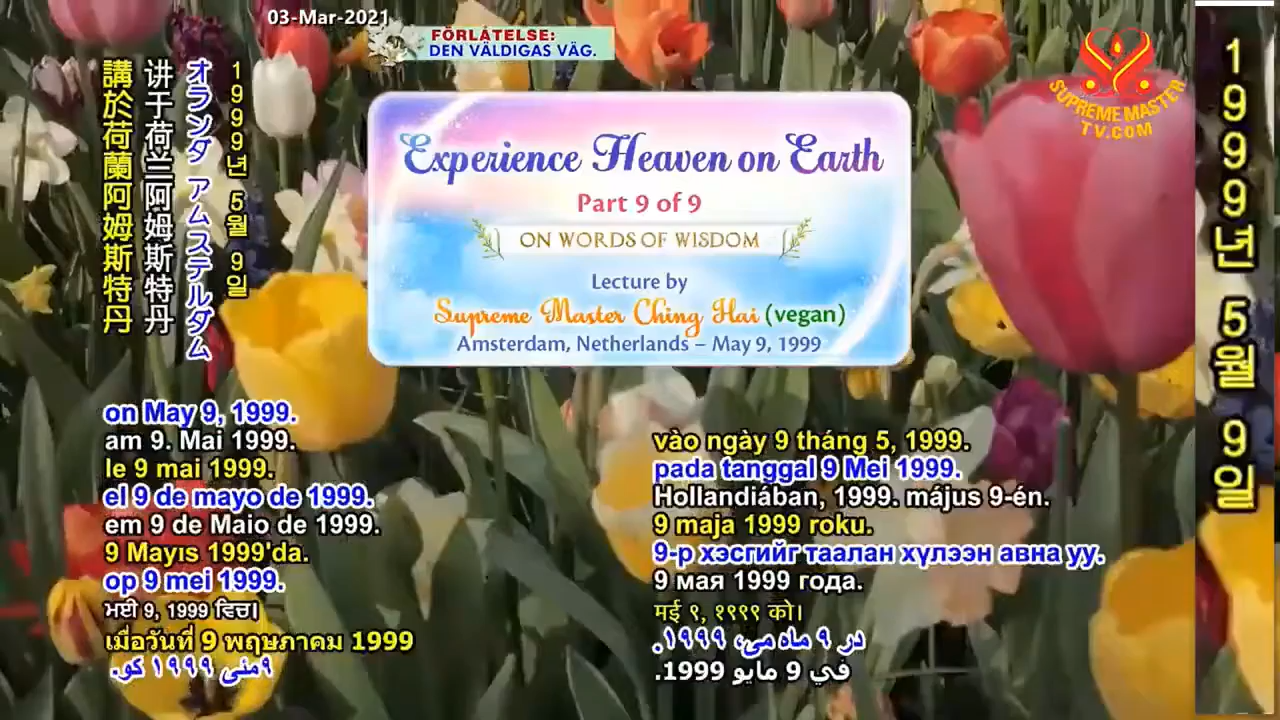 03-Mar-2021
FÖRLÅTELSE:
DEN VÄLDIGAS VÄG.
SUPREME MASTER
TV.COM
講於荷蘭阿姆斯特丹
讲于荷兰阿姆斯特丹
オランダ アムステルダム
1999년 5월 9일
1999년 5월 9일
Experience Heaven on Earth
Part 9 of 9
ON WORDS OF WISDOM
Lecture by
Supreme Master Ching Hai (vegan)
Amsterdam, Netherlands – May 9, 1999
on May 9, 1999.
am 9. Mai 1999.
le 9 mai 1999.
el 9 de mayo de 1999.
em 9 de Maio de 1999.
9 Mayıs 1999'da.
op 9 mei 1999.
ਮਈ 9, 1999 ਵਿਚ।
เมื่อวันที่ 9 พฤษภาคม 1999
۹مئی ۱۹۹۹ کو.
vào ngày 9 tháng 5, 1999.
pada tanggal 9 Mei 1999.
Hollandiában, 1999. május 9-én.
9 maja 1999 roku.
9-р хэсгийг таалан хүлээн авна уу.
9 мая 1999 года.
मई ९, १९९९ को।
در ۹ ماه می، ۱۹۹۹.
في 9 مايو 1999.